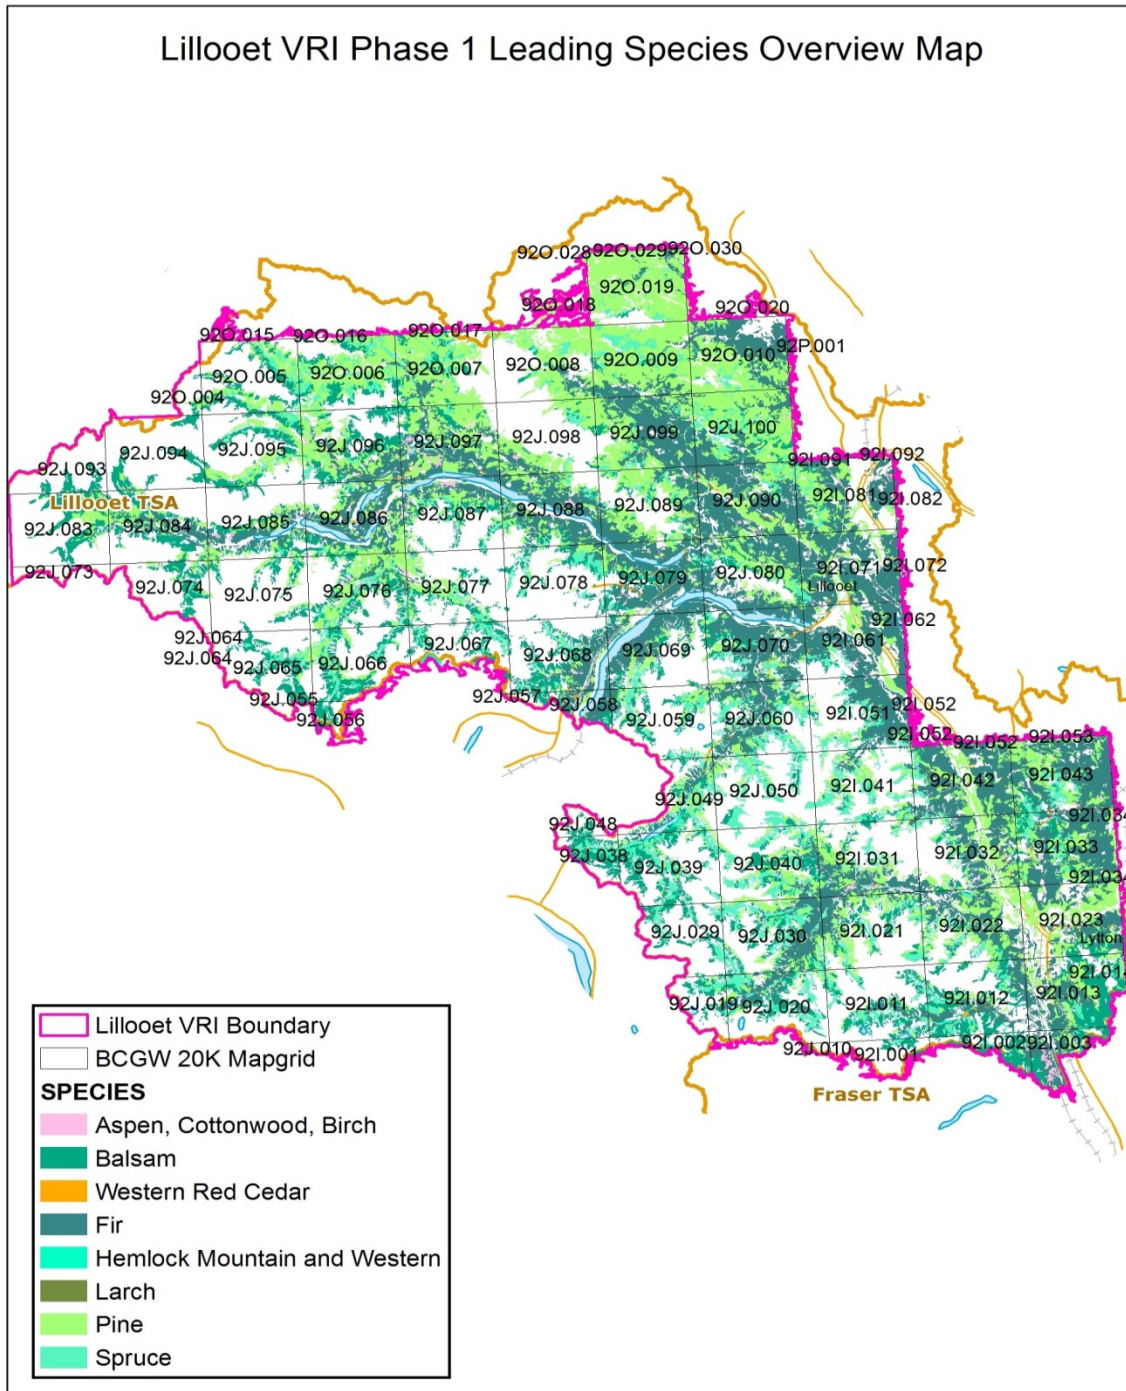 Lillooet VRI Phase 1 Leading Species Overview Map
92O.028 92O.029 92O.030
92O.019
92O.018 92O.020
92O.015 92O.016 92O.017
92P.001
92O.005 92O.006 92O.007 92O.008 92O.009 92O.010
92O.004
92J.093 92J.094 92J.095 92J.096 92J.097 92J.098 92J.099 92J.100
92I.091 92I.092
Lillooet TSA
92J.083 92J.084 92J.085 92J.086 92J.087 92J.088 92J.089 92J.090 92I.081 92I.082
92J.073 92J.074 92J.075 92J.076 92J.077 92J.078 92J.079 92J.080 92I.071 92I.072
Lillooet
92J.064 92J.067 92J.068 92J.069 92J.070 92I.061 92I.062
92J.064 92J.065 92J.066
92J.055 92J.056 92J.057 92J.058 92J.059 92J.060 92I.051 92I.052
92I.052 92I.052 92I.053
92J.049 92J.050 92I.041 92I.042 92I.043
92J.048 92I.034
92J.038 92J.039 92J.040 92I.031 92I.032 92I.033
92I.034
92J.029 92J.030 92I.021 92I.022 92I.023
Lytton
92I.014
92J.019 92J.020 92I.011 92I.012 92I.013
92J.010 92I.001 92I.002 92I.003
Fraser TSA
Lillooet VRI Boundary
BCGW 20K Mapgrid
SPECIES
Aspen, Cottonwood, Birch
Balsam
Western Red Cedar
Fir
Hemlock Mountain and Western
Larch
Pine
Spruce